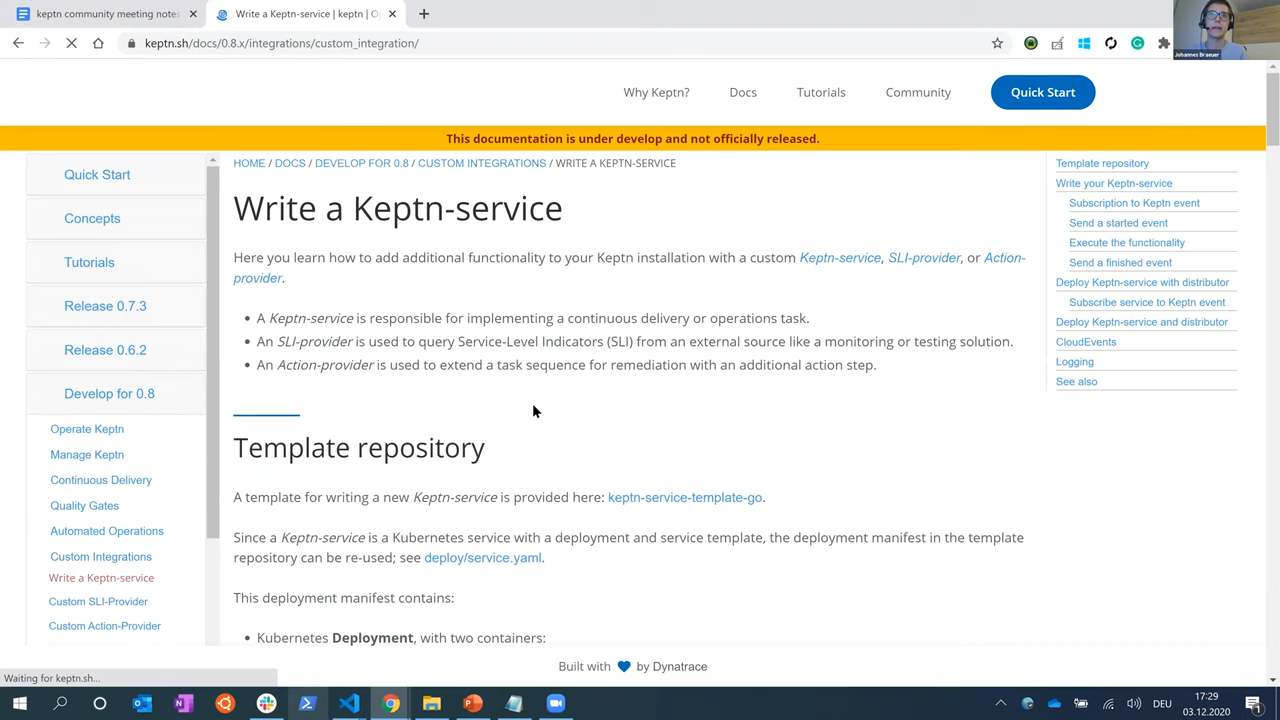 keptn community meeting notes
Write a Keptn-service | keptn | O
keptn.sh/docs/0.8.x/integrations/custom_integration/
Johannes Braeuer
Why Keptn?
Docs
Tutorials
Community
Quick Start
This documentation is under develop and not officially released.
Quick Start
Concepts
Tutorials
Release 0.7.3
Release 0.6.2
Develop for 0.8
Operate Keptn
Manage Keptn
Continuous Delivery
Quality Gates
Automated Operations
Custom Integrations
Write a Keptn-service
Custom SLI-Provider
Custom Action-Provider
HOME / DOCS / DEVELOP FOR 0.8 / CUSTOM INTEGRATIONS / WRITE A KEPTN-SERVICE
Write a Keptn-service
Here you learn how to add additional functionality to your Keptn installation with a custom Keptn-service, SLI-provider, or Action-
provider.
• A Keptn-service is responsible for implementing a continuous delivery or operations task.
• An SLI-provider is used to query Service-Level Indicators (SLI) from an external source like a monitoring or testing solution.
• An Action-provider is used to extend a task sequence for remediation with an additional action step.
Template repository
A template for writing a new Keptn-service is provided here: keptn-service-template-go.
Since a Keptn-service is a Kubernetes service with a deployment and service template, the deployment manifest in the template
repository can be re-used; see deploy/service.yaml.
This deployment manifest contains:
• Kubernetes Deployment, with two containers:
Template repository
Write your Keptn-service
Subscription to Keptn event
Send a started event
Execute the functionality
Send a finished event
Deploy Keptn-service with distributor
Subscribe service to Keptn event
Deploy Keptn-service and distributor
CloudEvents
Logging
See also
Built with by Dynatrace
Waiting for keptn.sh...
DEU
17:29
03.12.2020
1